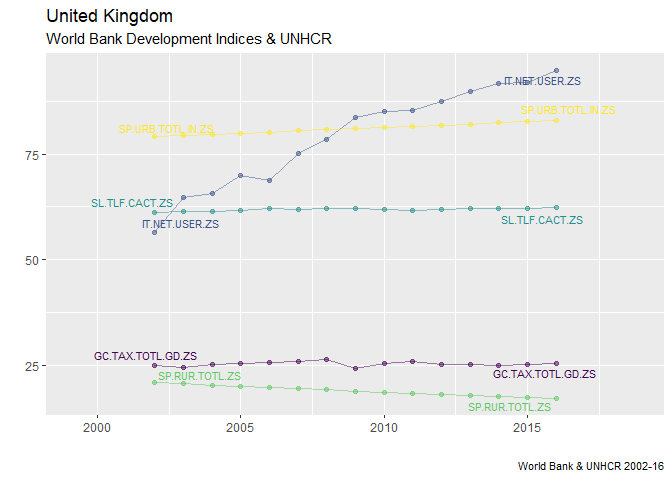 United Kingdom
World Bank Development Indices & UNHCR
IT.NET.USER.ZS
SP.URB.TOTL.IN.ZS
SP.URB.TOTL.IN.ZS
75
SL.TLF.CACT.ZS
SL.TLF.CACT.ZS
IT.NET.USER.ZS
50
GC.TAX.TOTL.GD.ZS
25
SP.RUR.TOTL.ZS
GC.TAX.TOTL.GD.ZS
SP.RUR.TOTL.ZS
2000 2005 2010 2015
World Bank & UNHCR 2002-16